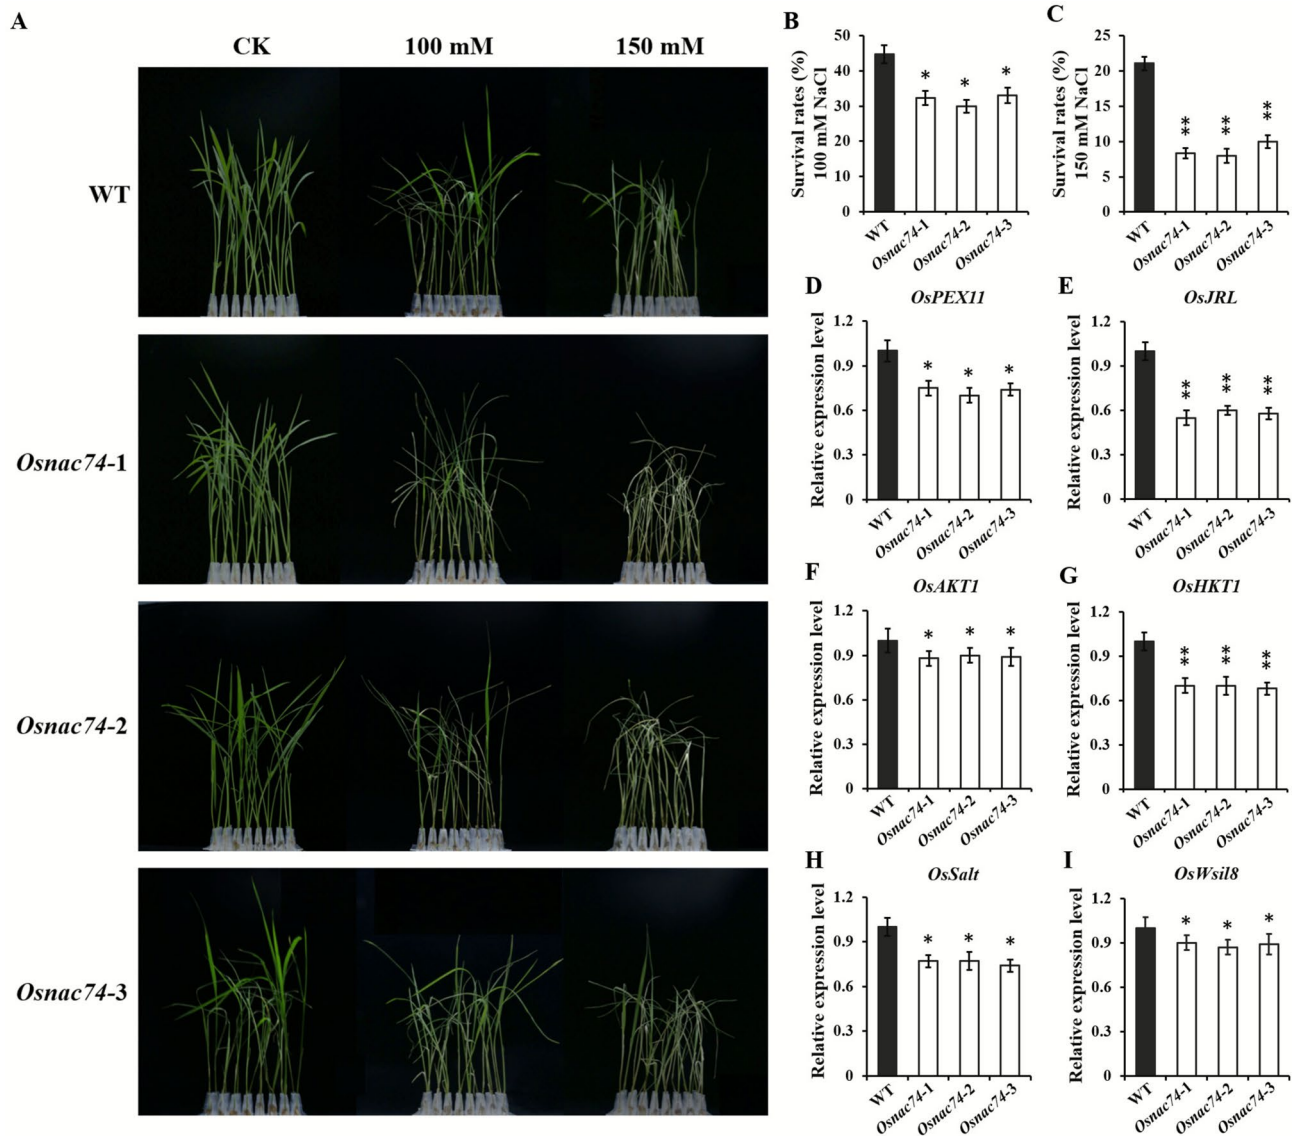 A
CK
100 mM
150 mM
WT
Osnac74-1
Osnac74-2
Osnac74-3
B
Survival rates (%)
100 mM NaCl
50
40
30
20
10
0
*
*
*
WT
Osnac74-1
Osnac74-2
Osnac74-3
C
Survival rates (%)
150 mM NaCl
25
20
15
10
5
0
**
**
**
WT
Osnac74-1
Osnac74-2
Osnac74-3
D
OsPEX11
Relative expression level
1.2
0.9
0.6
0.3
0
*
*
*
WT
Osnac74-1
Osnac74-2
Osnac74-3
E
OsJRL
Relative expression level
1.2
0.9
0.6
0.3
0
**
**
**
WT
Osnac74-1
Osnac74-2
Osnac74-3
F
OsAKT1
Relative expression level
1.2
0.9
0.6
0.3
0
*
*
*
WT
Osnac74-1
Osnac74-2
Osnac74-3
G
OsHKT1
Relative expression level
1.2
0.9
0.6
0.3
0
**
**
**
WT
Osnac74-1
Osnac74-2
Osnac74-3
H
OsSalt
Relative expression level
1.2
0.9
0.6
0.3
0
*
*
*
WT
Osnac74-1
Osnac74-2
Osnac74-3
I
OsWsil8
Relative expression level
1.2
0.9
0.6
0.3
0
*
*
*
WT
Osnac74-1
Osnac74-2
Osnac74-3